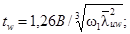 t_w = 1,26B / ∛(ω₁λ̄²_uw);